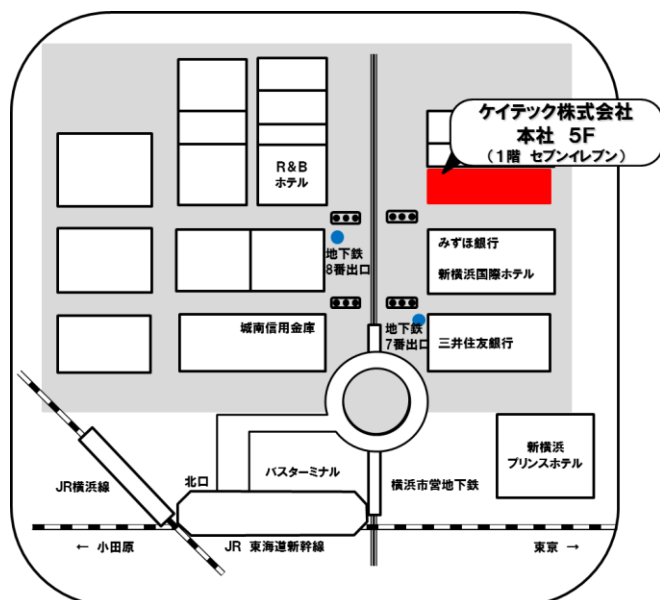 ケイテック株式会社
本社 5F
(1階 セブンイレブン)
R&B
ホテル
地下鉄
8番出口
みずほ銀行
新横浜国際ホテル
城南信用金庫
地下鉄
7番出口
三井住友銀行
新横浜
プリンスホテル
北口
バスターミナル
JR横浜線
横浜市営地下鉄
← 小田原
JR 東海道新幹線
東京 →